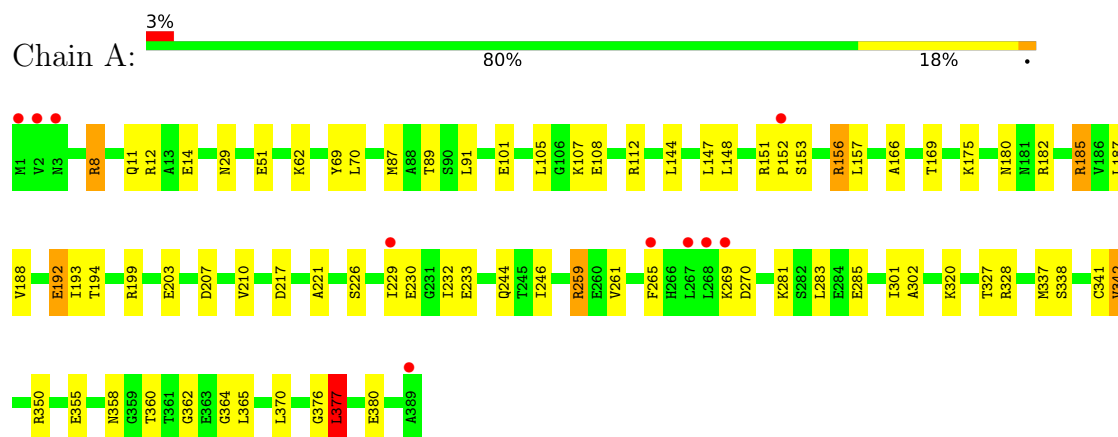 3%
Chain A:
80%
18%
.
M1 V2 N3 R8 Q11 R12 A13 E14 N29 E51 K62 Y69 L70 M87 A88 T89 S90 L91 E101 L105 G106 K107 E108 R112 L144 L147 L148 R151 P152 S153 R156 L157 A166 T169 K175 N180 N181 R182 R185 V186 L187
V188 E192 I193 T194 R199 E203 D207 V210 D217 A221 S226 I229 E230 G231 I232 E233 Q244 T245 I246 R259 E260 V261 F265 H266 L267 L268 K269 D270 K281 S282 L283 E284 E285 I301 A302 K320 T327 R328 M337 S338 C341 V342
R350 E355 N358 G359 T360 T361 G362 E363 G364 L365 L370 G376 L377 E380 A389